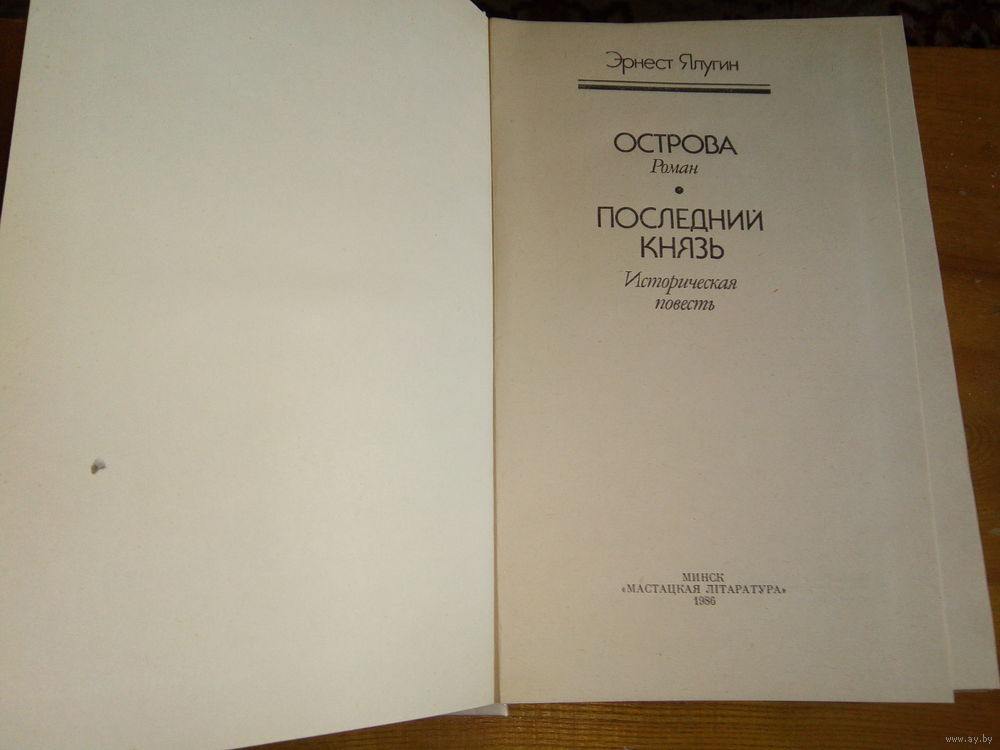 Эрнест Ялугин
ОСТРОВА
Роман
ПОСЛЕДНИЙ
КНЯЗЬ
Историческая
повесть
МИНСК
«МАСТАЦКАЯ ЛІТАРАТУРА»
1986
www.ay.by